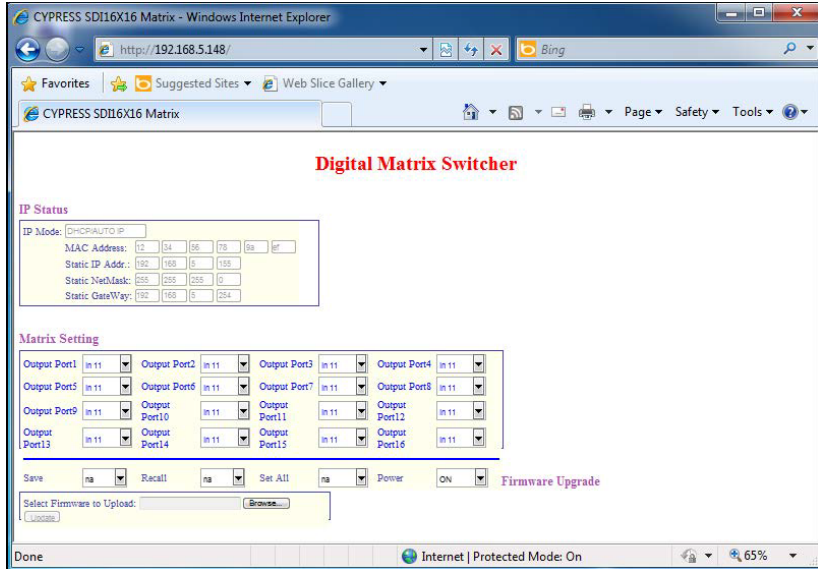 CYPRESS SDI16X16 Matrix - Windows Internet Explorer
http://192.168.5.148/
Bing
Favorites Suggested Sites Web Slice Gallery
CYPRESS SDI16X16 Matrix
Page Safety Tools
Digital Matrix Switcher
IP Status
IP Mode: DHCP/AUTO IP
MAC Address: 12 34 56 78 9a ef
Static IP Addr.: 192 168 5 155
Static NetMask: 255 255 255 0
Static GateWay: 192 168 5 254
Matrix Setting
Output Port1 in 11 Output Port2 in 11 Output Port3 in 11 Output Port4 in 11
Output Port5 in 11 Output Port6 in 11 Output Port7 in 11 Output Port8 in 11
Output Port9 in 11 Output Port10 in 11 Output Port11 in 11 Output Port12 in 11
Output Port13 in 11 Output Port14 in 11 Output Port15 in 11 Output Port16 in 11
Save na Recall na Set All na Power ON Firmware Upgrade
Select Firmware to Upload: Browse...
Update
Done Internet | Protected Mode: On 65%